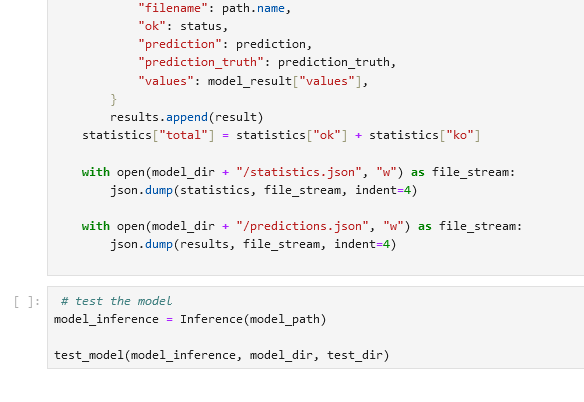 "filename": path.name,
"ok": status,
"prediction": prediction,
"prediction_truth": prediction_truth,
"values": model_result["values"],
}
results.append(result)
statistics["total"] = statistics["ok"] + statistics["ko"]
with open(model_dir + "/statistics.json", "w") as file_stream:
json.dump(statistics, file_stream, indent=4)
with open(model_dir + "/predictions.json", "w") as file_stream:
json.dump(results, file_stream, indent=4)
[ ]: # test the model
model_inference = Inference(model_path)
test_model(model_inference, model_dir, test_dir)